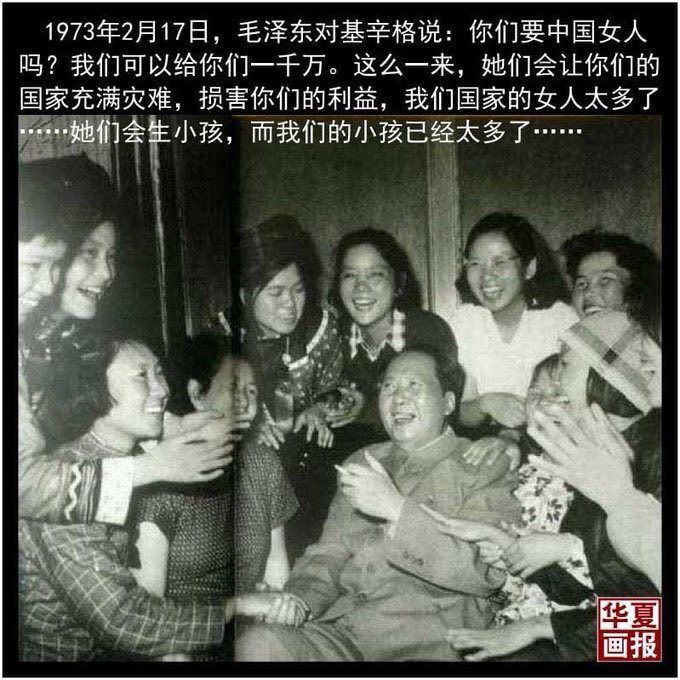 1973年2月17日，毛泽东对基辛格说：你们要中国女人
吗？我们可以给你们一千万。这么一来，她们会让你们的
国家充满灾难，损害你们的利益，我们国家的女人太多了
……她们会生小孩，而我们的小孩已经太多了……
华夏
画报